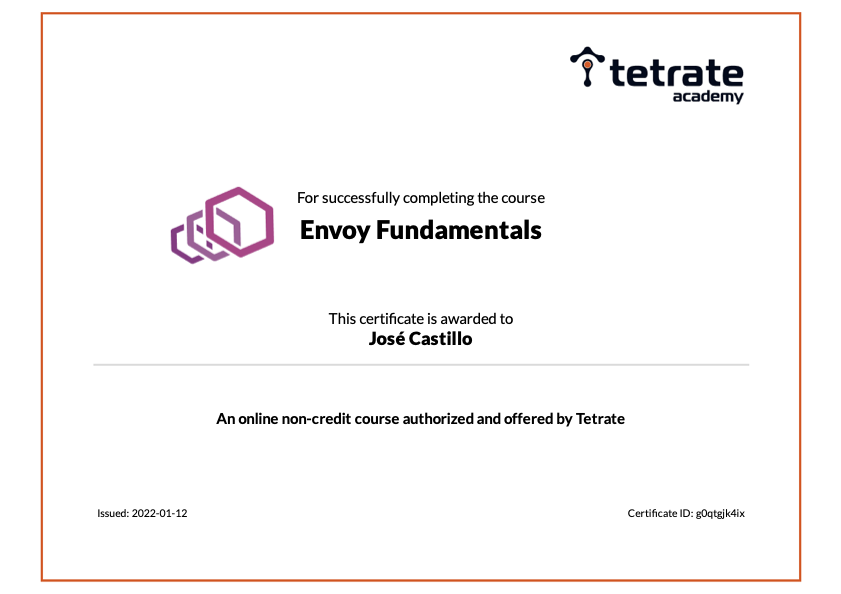 tetrate
academy
For successfully completing the course
Envoy Fundamentals
This certificate is awarded to
José Castillo
An online non-credit course authorized and offered by Tetrate
Issued: 2022-01-12
Certificate ID: g0qtgjk4ix